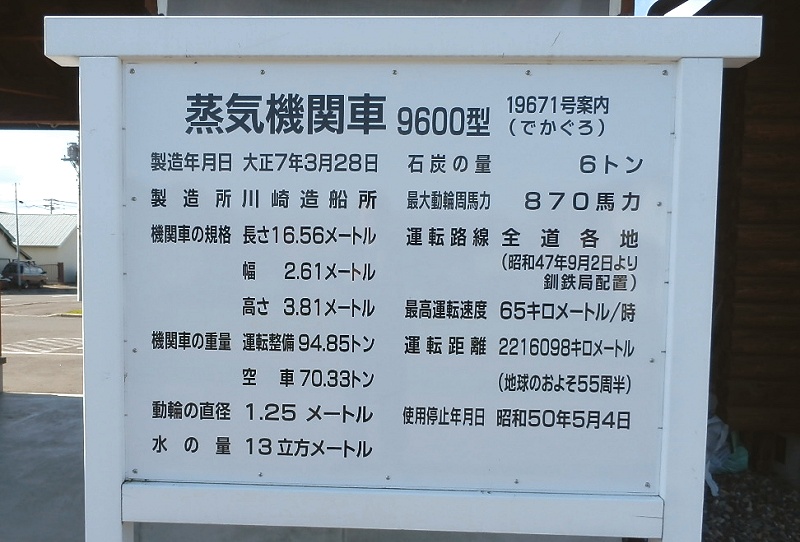 蒸気機関車 9600型 19671号案内
(でかぐろ)
製造年月日 大正7年3月28日
製造所 川崎造船所
機関車の規格 長さ16.56メートル
幅 2.61メートル
高さ 3.81メートル
機関車の重量 運転整備94.85トン
空車70.33トン
動輪の直径 1.25メートル
水の量 13立方メートル
石炭の量 6トン
最大動輪周馬力 870馬力
運転路線 全道各地
(昭和47年9月2日より
釧鉄局配置)
最高運転速度 65キロメートル/時
運転距離 2216098キロメートル
(地球のおよそ55周半)
使用停止年月日 昭和50年5月4日